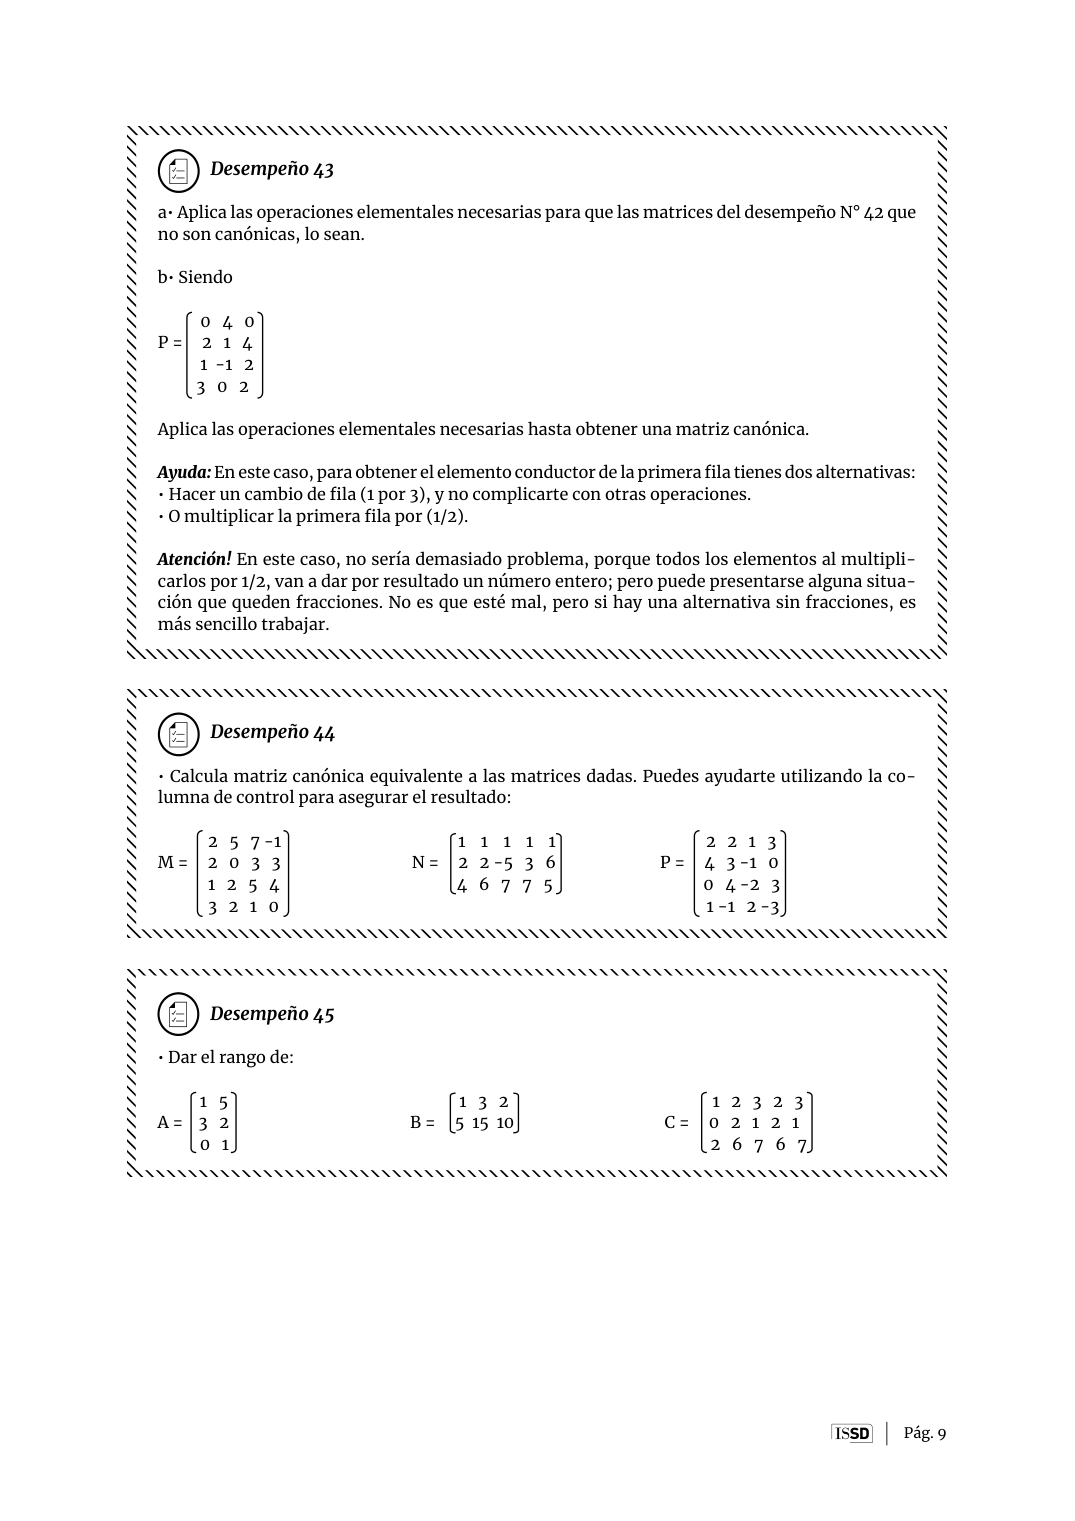 Desempeño 43
a• Aplica las operaciones elementales necesarias para que las matrices del desempeño N° 42 que
no son canónicas, lo sean.
b• Siendo
0 4 0
P = 2 1 4
1 -1 2
3 0 2
Aplica las operaciones elementales necesarias hasta obtener una matriz canónica.
Ayuda: En este caso, para obtener el elemento conductor de la primera fila tienes dos alternativas:
• Hacer un cambio de fila (1 por 3), y no complicarte con otras operaciones.
• O multiplicar la primera fila por (1/2).
Atención! En este caso, no sería demasiado problema, porque todos los elementos al multipli-
carlos por 1/2, van a dar por resultado un número entero; pero puede presentarse alguna situa-
ción que queden fracciones. No es que esté mal, pero si hay una alternativa sin fracciones, es
más sencillo trabajar.
Desempeño 44
• Calcula matriz canónica equivalente a las matrices dadas. Puedes ayudarte utilizando la co-
lumna de control para asegurar el resultado:
2 5 7 -1 1 1 1 1 1 2 2 1 3
M = 2 0 3 3 N = 2 2 -5 3 6 P = 4 3 -1 0
1 2 5 4 4 6 7 7 5 0 4 -2 3
3 2 1 0 1 -1 2 -3
Desempeño 45
• Dar el rango de:
1 5 1 3 2 1 2 3 2 3
A = 3 2 B = 5 15 10 C = 0 2 1 2 1
0 1 2 6 7 6 7
ISSD Pág. 9